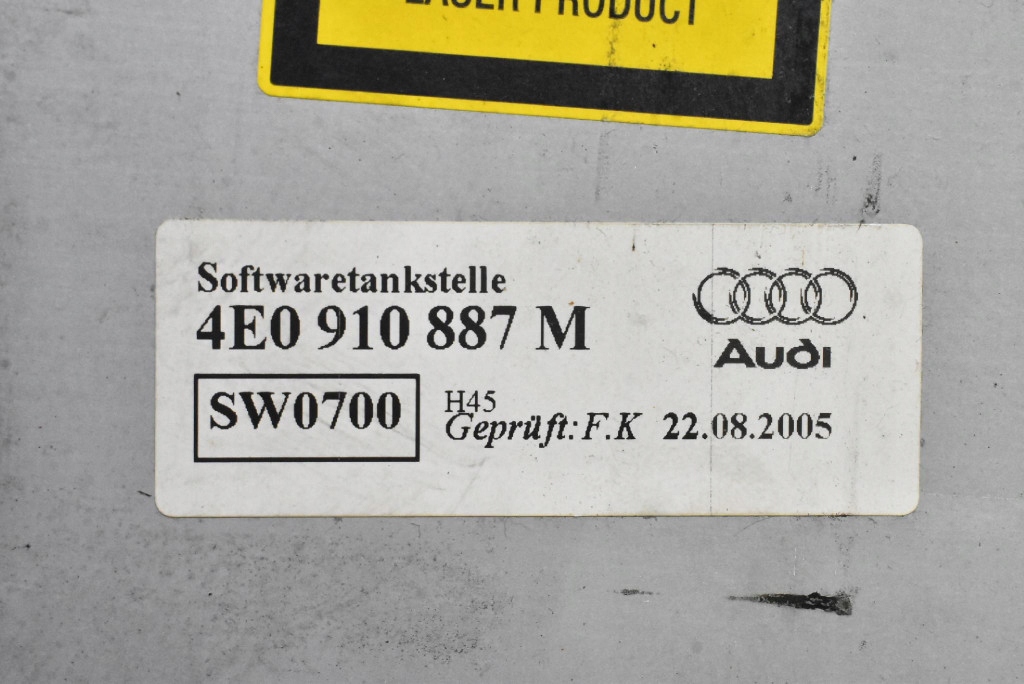 LASER PRODUCT
Softwaretankstelle
4E0 910 887 M
Audi
SW0700
H45
Geprüft: F.K 22.08.2005